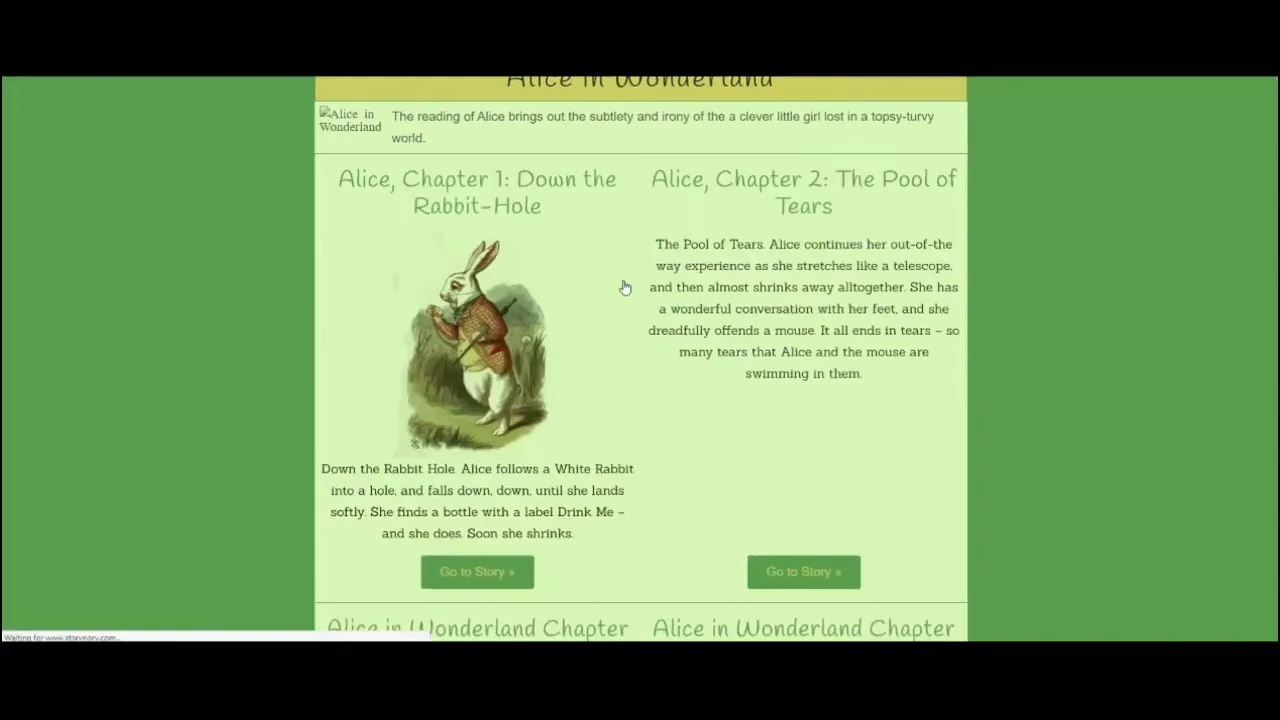 Alice in Wonderland
Alice in
Wonderland
The reading of Alice brings out the subtlety and irony of the a clever little girl lost in a topsy-turvy
world.
Alice, Chapter 1: Down the
Rabbit-Hole
Down the Rabbit Hole. Alice follows a White Rabbit
into a hole, and falls down, down, until she lands
softly. She finds a bottle with a label Drink Me –
and she does. Soon she shrinks.
Go to Story »
Alice, Chapter 2: The Pool of
Tears
The Pool of Tears. Alice continues her out-of-the
way experience as she stretches like a telescope,
and then almost shrinks away alltogether. She has
a wonderful conversation with her feet, and she
dreadfully offends a mouse. It all ends in tears – so
many tears that Alice and the mouse are
swimming in them.
Go to Story »
Alice in Wonderland Chapter
Alice in Wonderland Chapter
Waiting for www.storynory.com...